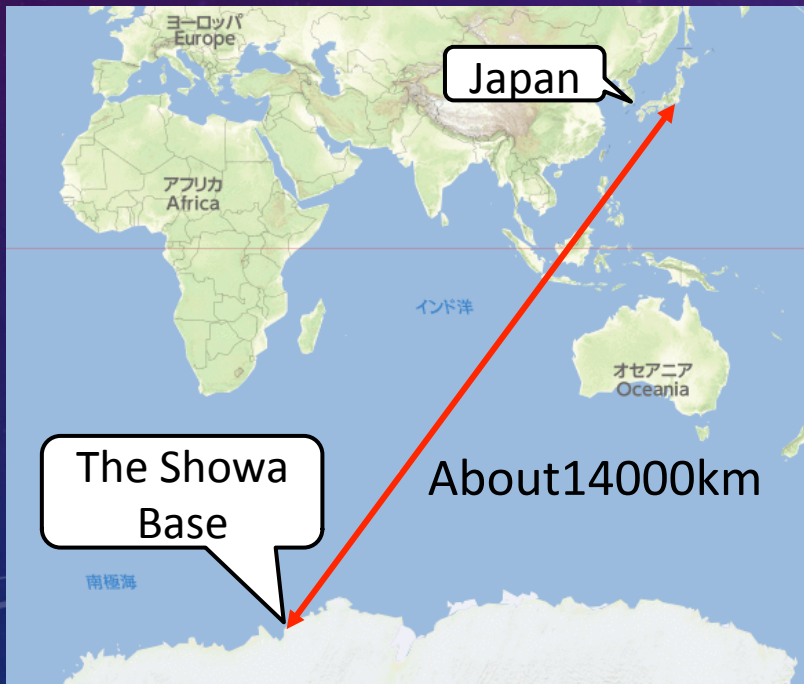 ヨーロッパ
Europe
Japan
アフリカ
Africa
インド洋
オセアニア
Oceania
The Showa
Base
About14000km
南極海